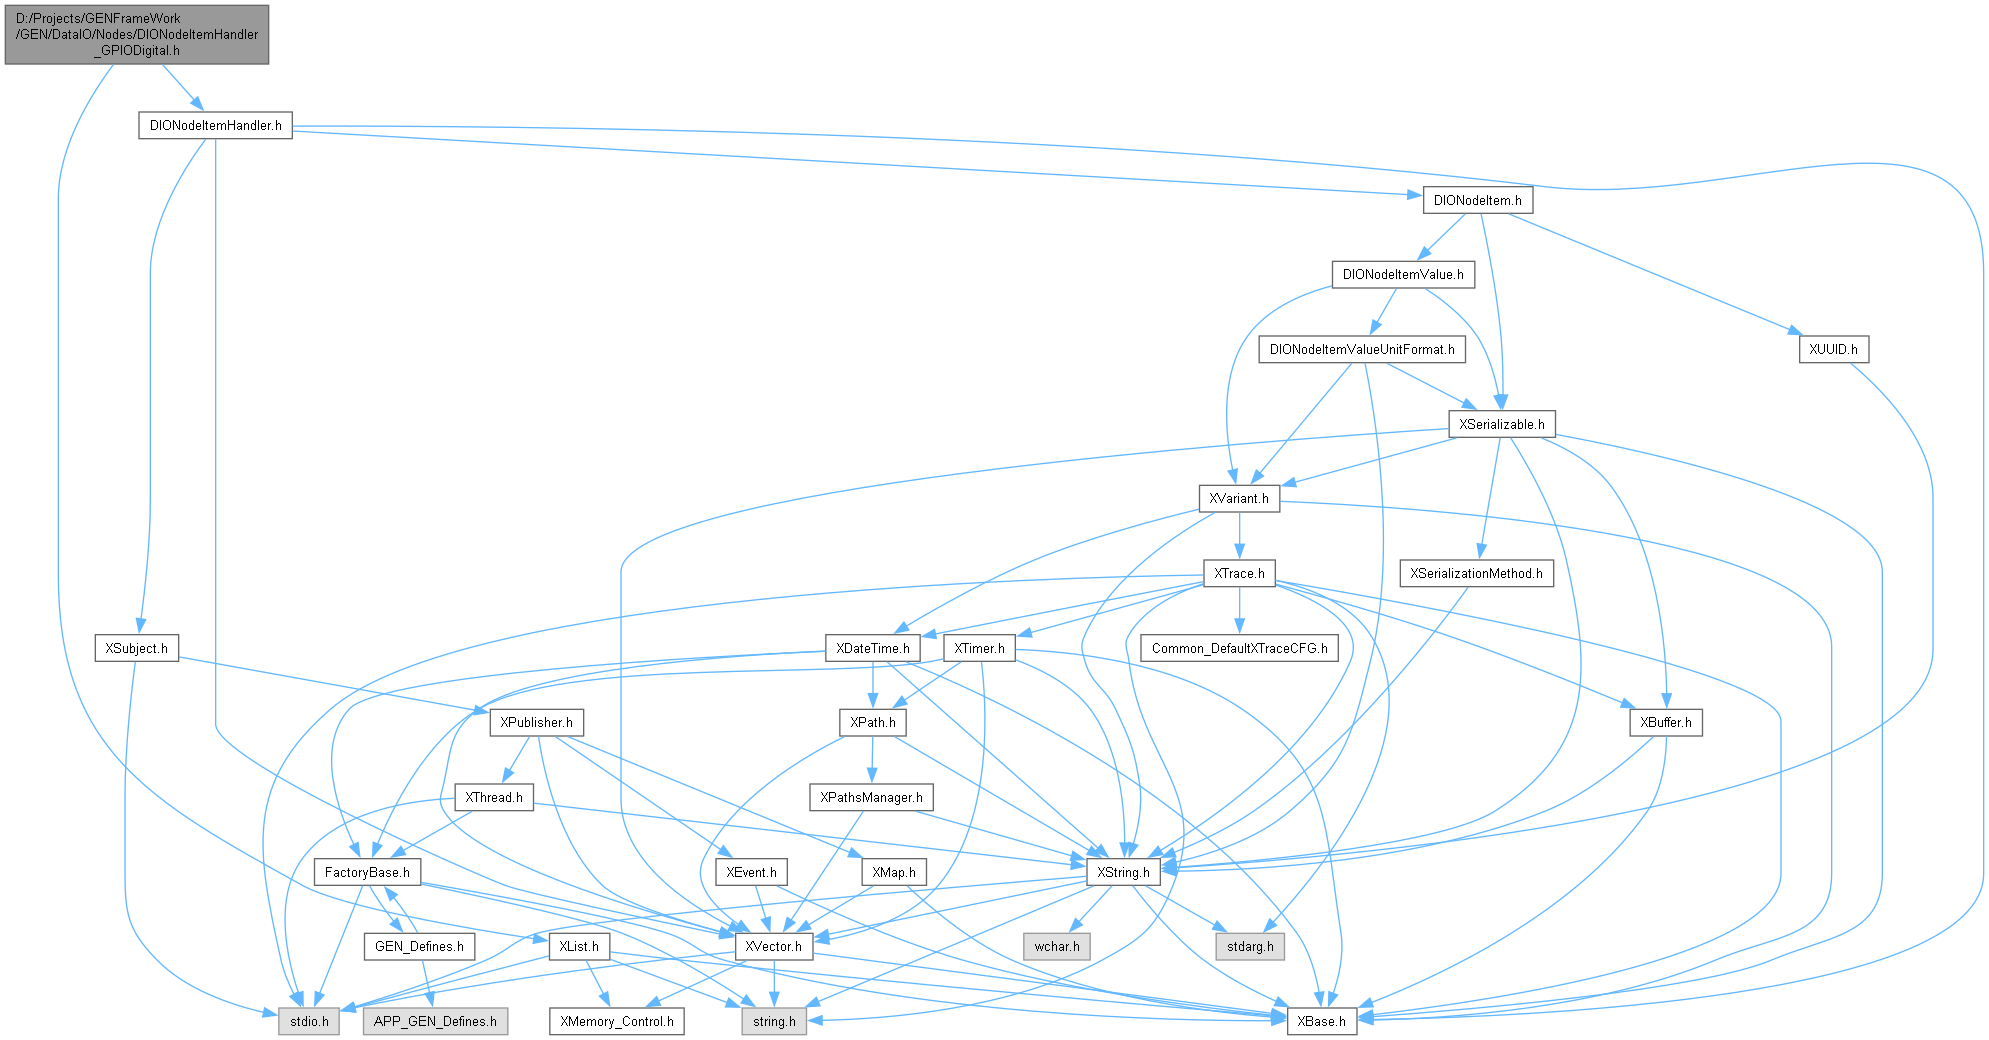 D:/Projects/GENFrameWork
/GEN/DataIO/Nodes/DIONodeItemHandler
_GPIODigital.h
DIONodeItemHandler.h
DIONodeItem.h
DIONodeItemValue.h
DIONodeItemValueUnitFormat.h
XUUID.h
XSerializable.h
XVariant.h
XTrace.h
XSerializationMethod.h
XSubject.h
XDateTime.h
XTimer.h
Common_DefaultXTraceCFG.h
XPublisher.h
XPath.h
XBuffer.h
XThread.h
XPathsManager.h
FactoryBase.h
XEvent.h
XMap.h
XString.h
GEN_Defines.h
XList.h
XVector.h
wchar.h
stdarg.h
stdio.h
APP_GEN_Defines.h
XMemory_Control.h
string.h
XBase.h